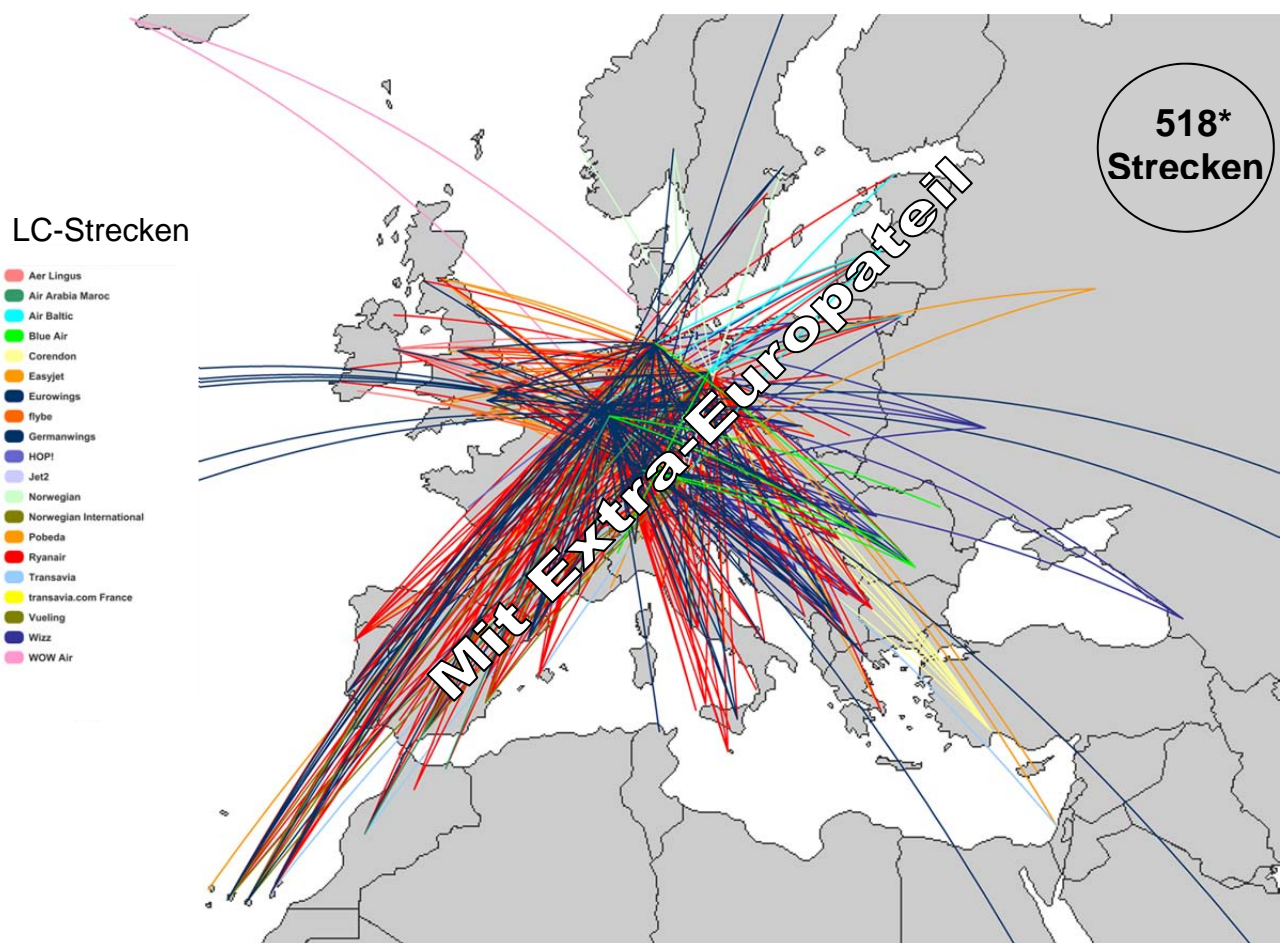 518*
Strecken
LC-Strecken
Aer Lingus
Air Arabia Maroc
Air Baltic
Blue Air
Corendon
Easyjet
Eurowings
flybe
Germanwings
HOP!
Jet2
Norwegian
Norwegian International
Pobeda
Ryanair
Transavia
transavia.com France
Vueling
Wizz
WOW Air
Mit Extra-Europateil